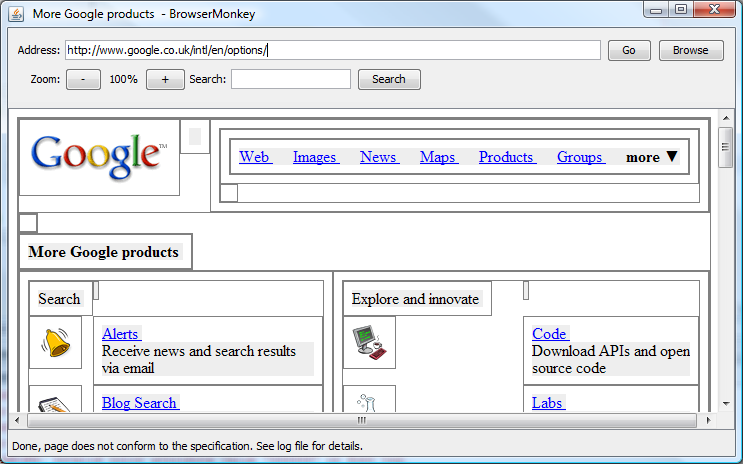 More Google products - BrowserMonkey
Address: http://www.google.co.uk/intl/en/options/ Go Browse
Zoom: - 100% + Search: Search
Google™
Web Images News Maps Products Groups more ▼
More Google products
Search Explore and innovate
Alerts Code
Receive news and search results Download APIs and open
via email source code
Blog Search Labs
Done, page does not conform to the specification. See log file for details.